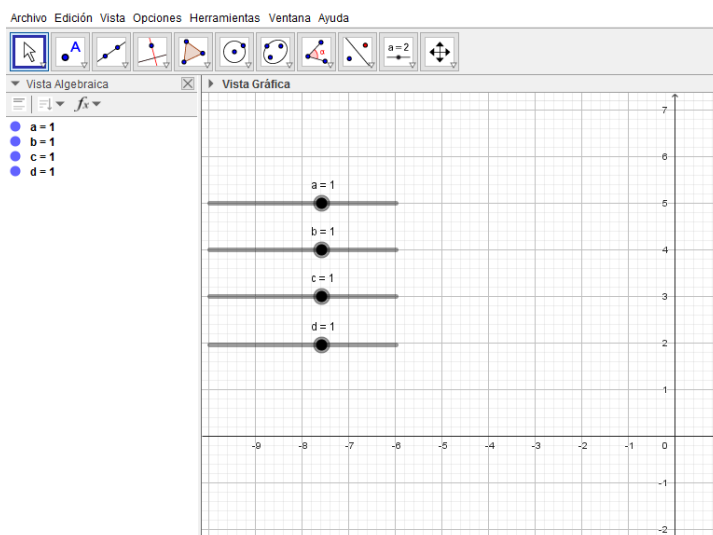 Archivo Edición Vista Opciones Herramientas Ventana Ayuda
A
α
a=2
Vista Algebraica
Vista Gráfica
fx
a = 1
b = 1
c = 1
d = 1
a = 1
b = 1
c = 1
d = 1
7
6
5
4
3
2
1
-9 -8 -7 -6 -5 -4 -3 -2 -1 0
-1
-2